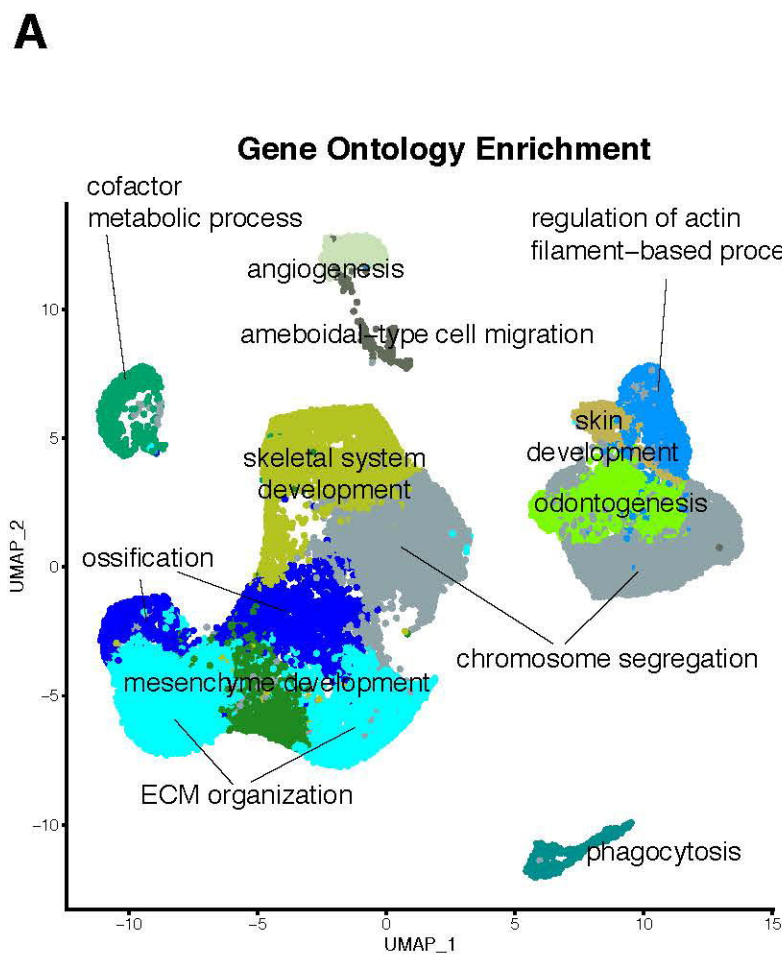 A
Gene Ontology Enrichment
cofactor
metabolic process
regulation of actin
filament-based proce
angiogenesis
ameboidal-type cell migration
skin
development
skeletal system
development
odontogenesis
ossification
chromosome segregation
mesenchyme development
ECM organization
phagocytosis
UMAP_2
10
5
0
-5
-10
-10
-5
0
5
10
15
UMAP_1